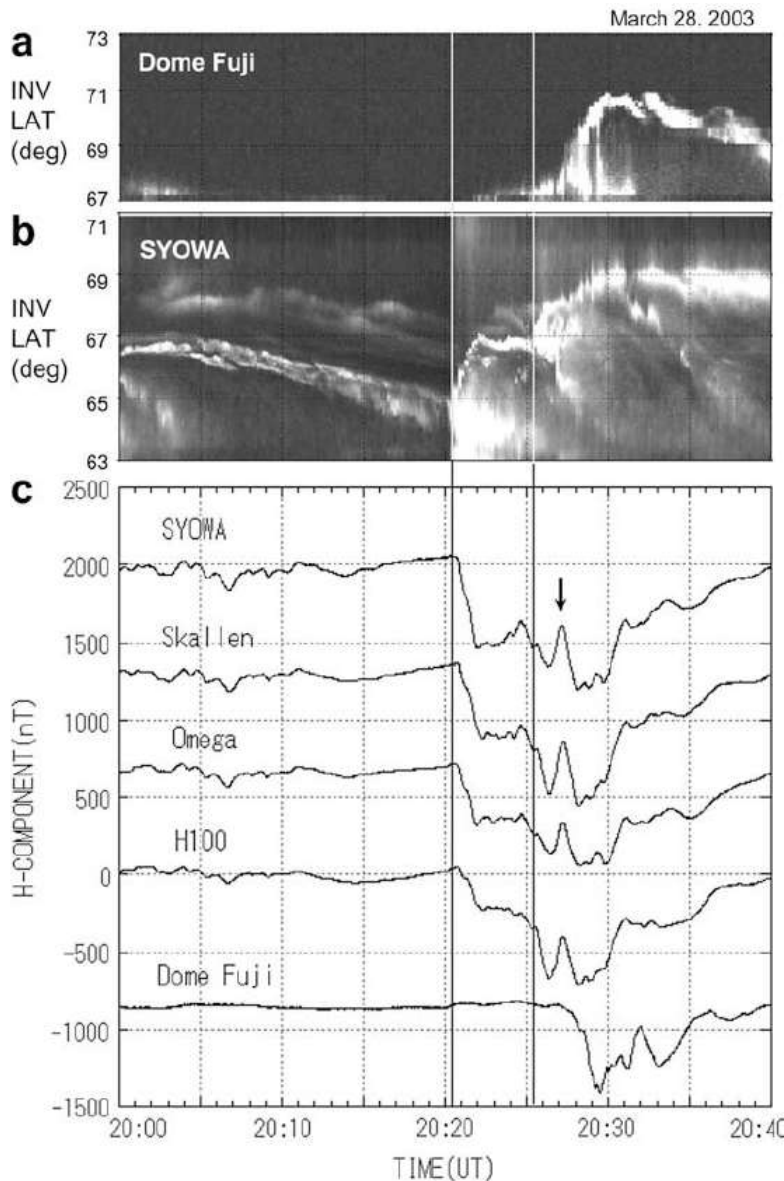 March 28. 2003
a
Dome Fuji
INV
LAT
(deg)
73
71
69
67
b
SYOWA
INV
LAT
(deg)
71
69
67
65
63
c
H-COMPONENT(nT)
2500
2000
1500
1000
500
0
-500
-1000
-1500
SYOWA
Skallen
Omega
H100
Dome Fuji
20:00 20:10 20:20 20:30 20:40
TIME(UT)